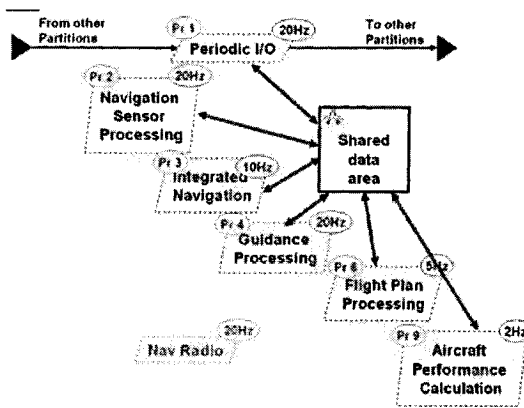 From other
Partitions
Pr 1
20Hz
To other
Partitions
Periodic I/O
Pr 2
20Hz
Navigation
Sensor
Processing
Shared
data
area
Pr 3
10Hz
Integrated
Navigation
Pr 4
20Hz
Guidance
Processing
Pr 6
5Hz
Flight Plan
Processing
20Hz
Nav Radio
Pr 9
2Hz
Aircraft
Performance
Calculation